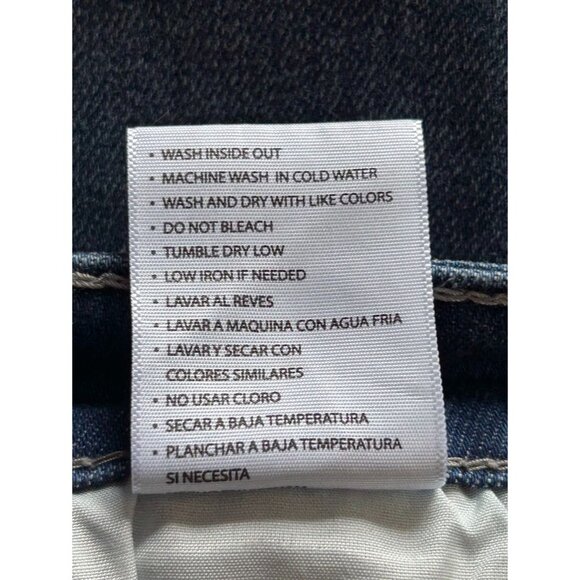 • WASH INSIDE OUT
• MACHINE WASH IN COLD WATER
• WASH AND DRY WITH LIKE COLORS
• DO NOT BLEACH
• TUMBLE DRY LOW
• LOW IRON IF NEEDED
• LAVAR AL REVES
• LAVAR A MAQUINA CON AGUA FRIA
• LAVAR Y SECAR CON
COLORES SIMILARES
• NO USAR CLORO
• SECAR A BAJA TEMPERATURA
• PLANCHAR A BAJA TEMPERATURA
SI NECESITA